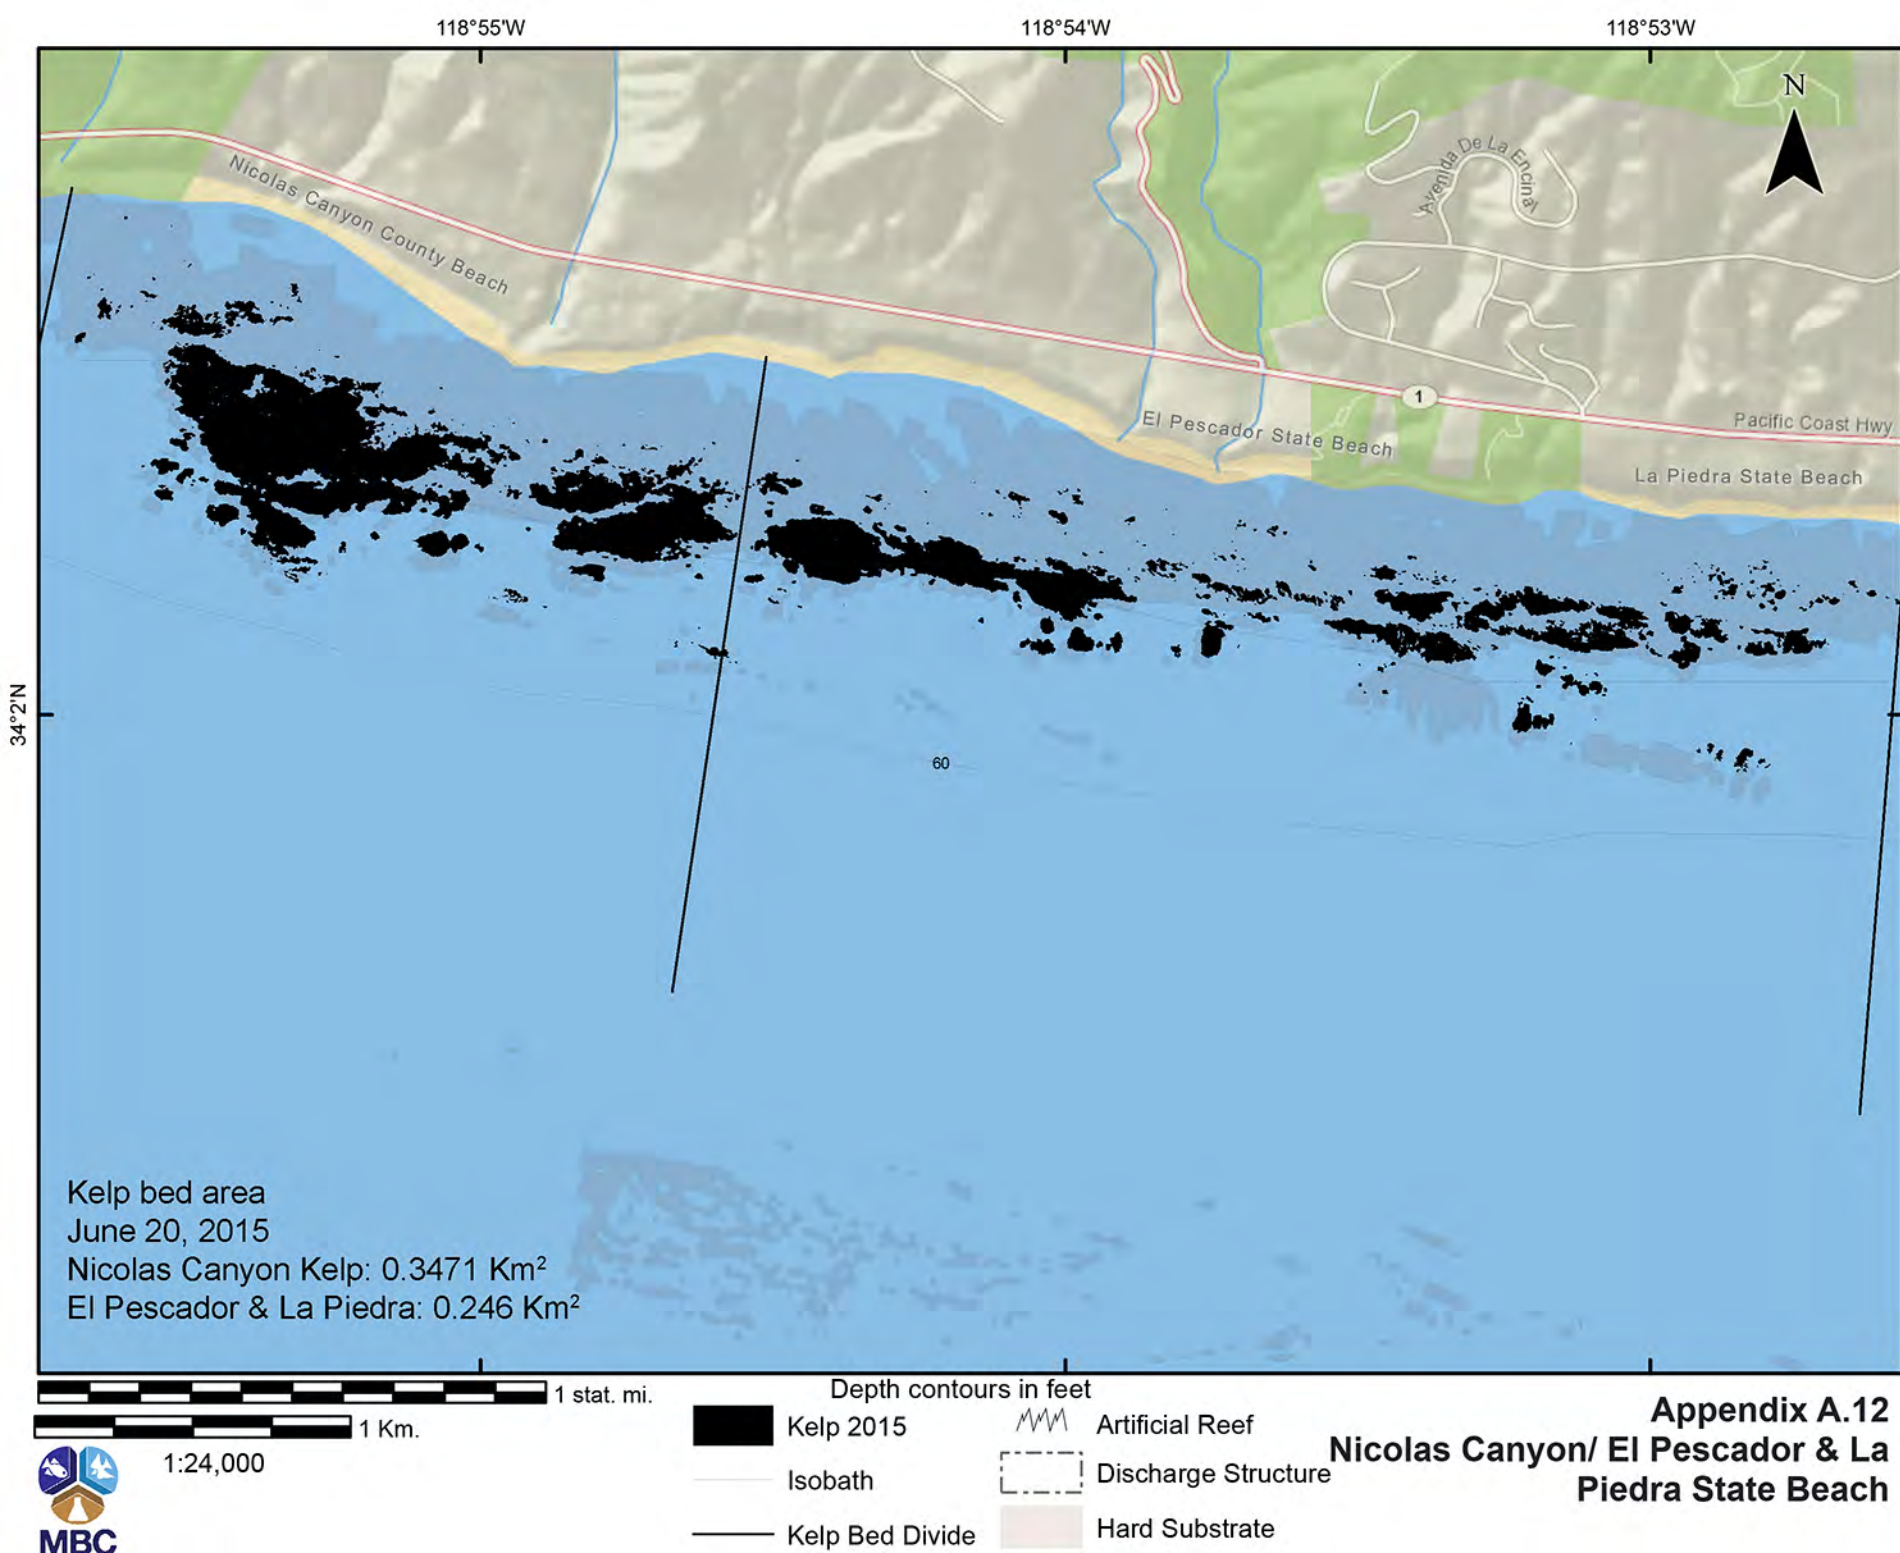 118°55'W
118°54'W
118°53'W
N
Nicolas Canyon County Beach
Avenida De La Encinal
1
El Pescador State Beach
Pacific Coast Hwy
La Piedra State Beach
34°2'N
60
Kelp bed area
June 20, 2015
Nicolas Canyon Kelp: 0.3471 Km²
El Pescador & La Piedra: 0.246 Km²
1 stat. mi.
1 Km.
1:24,000
MBC
Depth contours in feet
Kelp 2015
Isobath
Kelp Bed Divide
Artificial Reef
Discharge Structure
Hard Substrate
Appendix A.12
Nicolas Canyon/ El Pescador & La
Piedra State Beach